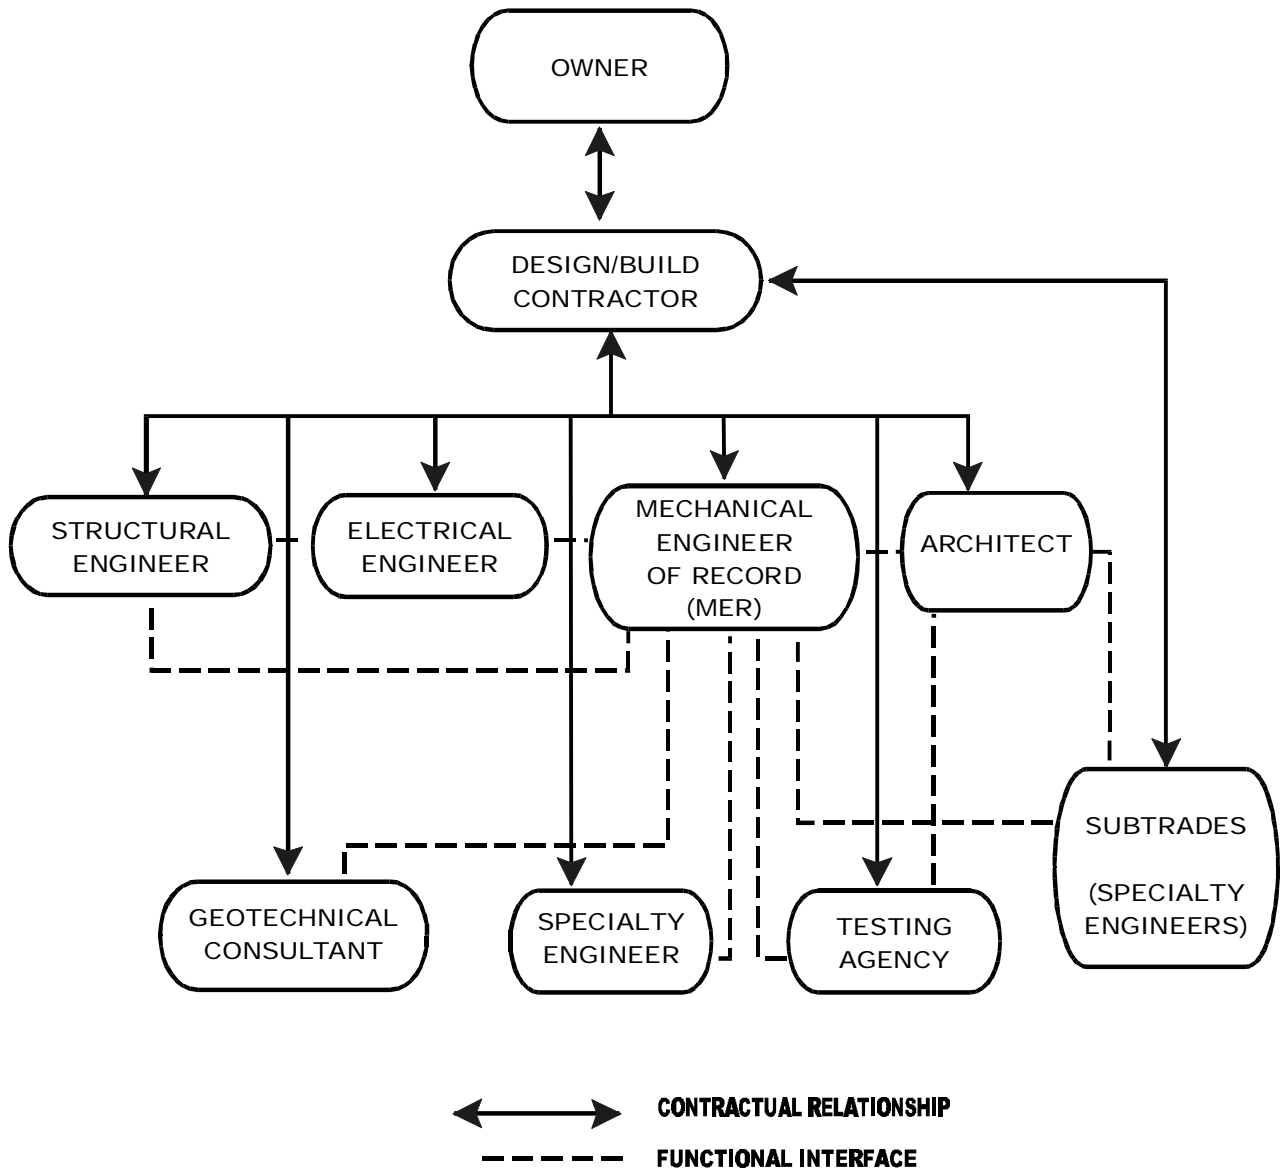 OWNER
DESIGN/BUILD
CONTRACTOR
STRUCTURAL
ENGINEER
ELECTRICAL
ENGINEER
MECHANICAL
ENGINEER
OF RECORD
(MER)
ARCHITECT
GEOTECHNICAL
CONSULTANT
SPECIALTY
ENGINEER
TESTING
AGENCY
SUBTRADES
(SPECIALTY
ENGINEERS)
CONTRACTUAL RELATIONSHIP
FUNCTIONAL INTERFACE